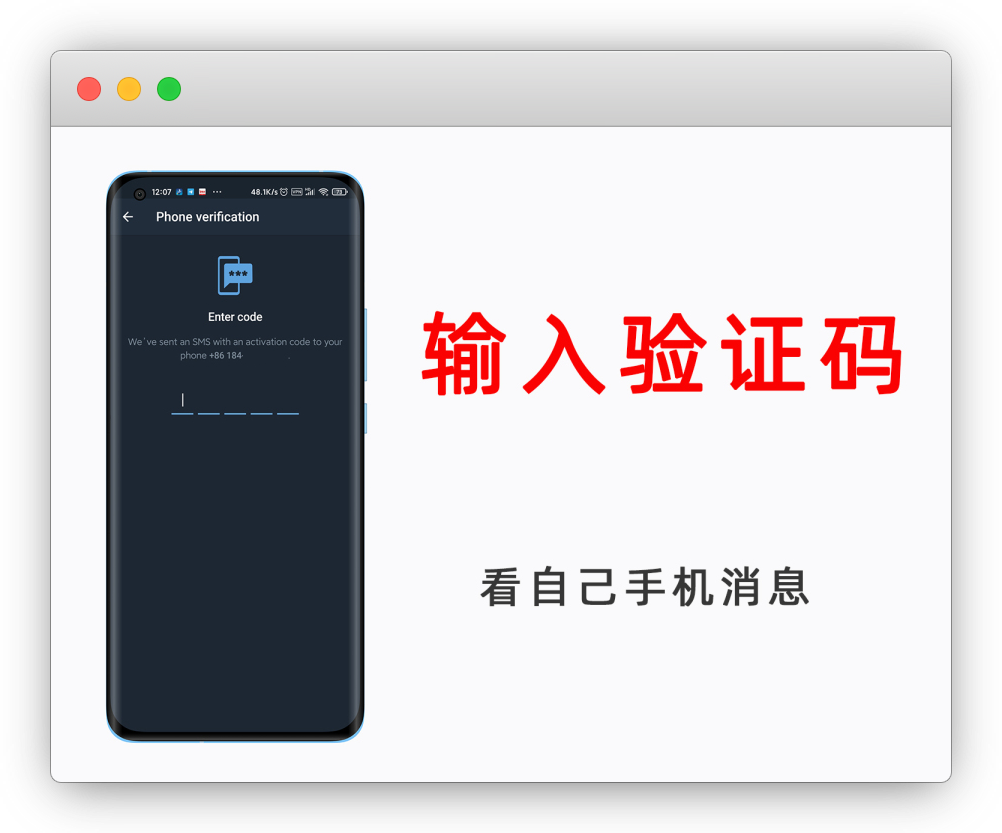 12:07 ··· 48.1K/s
Phone verification
***
Enter code
We've sent an SMS with an activation code to your
phone +86 184
输入验证码
看自己手机消息